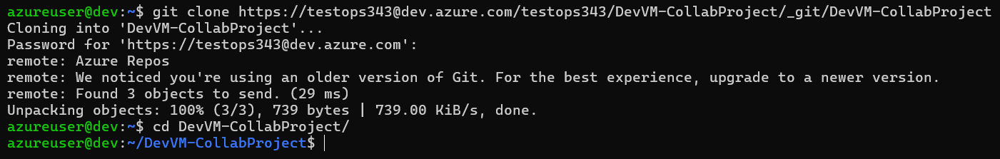 azureuser@dev:~$ git clone https://testops343@dev.azure.com/testops343/DevVM-CollabProject/_git/DevVM-CollabProject
Cloning into 'DevVM-CollabProject'...
Password for 'https://testops343@dev.azure.com':
remote: Azure Repos
remote: We noticed you're using an older version of Git. For the best experience, upgrade to a newer version.
remote: Found 3 objects to send. (29 ms)
Unpacking objects: 100% (3/3), 739 bytes | 739.00 KiB/s, done.
azureuser@dev:~$ cd DevVM-CollabProject/
azureuser@dev:~/DevVM-CollabProject$